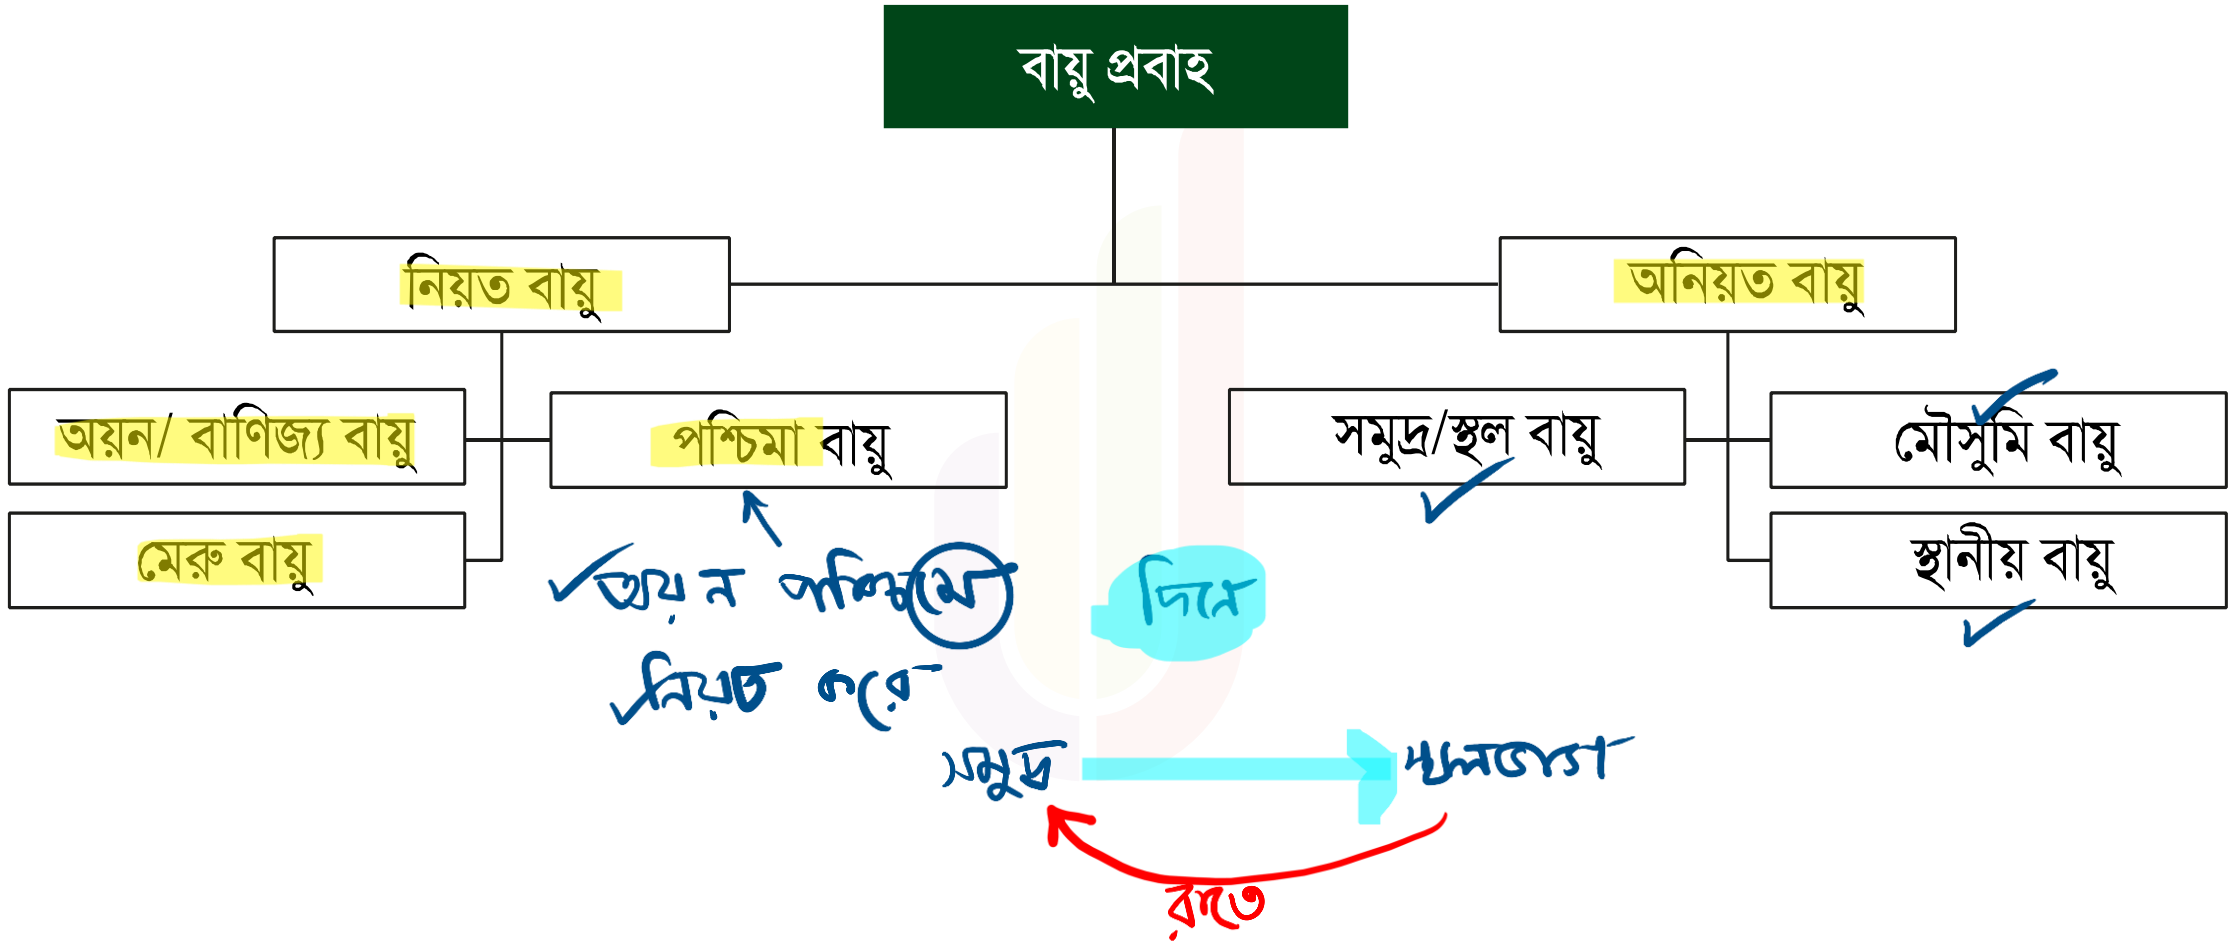 বায়ু প্রবাহ
নিয়ত বায়ু
অনিয়ত বায়ু
অয়ন/ বাণিজ্য বায়ু
পশ্চিমা বায়ু
সমুদ্র/স্থল বায়ু
মৌসুমি বায়ু
মেরু বায়ু
স্থানীয় বায়ু
অয়ন পশ্চিমে
দিনে
নিয়ত করে
সমুদ্র
স্থলভাগ
রাতে